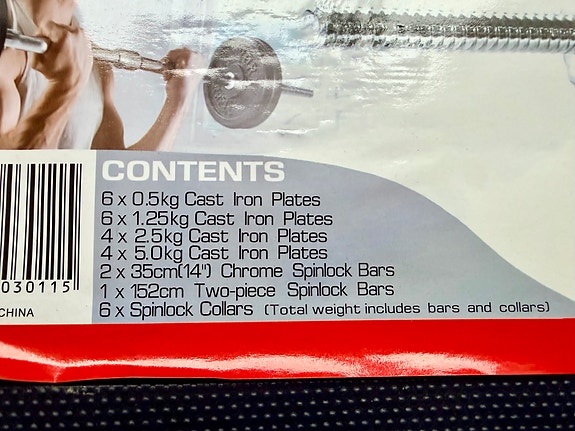 CONTENTS
6 x 0.5kg Cast Iron Plates
6 x 1.25kg Cast Iron Plates
4 x 2.5kg Cast Iron Plates
4 x 5.0kg Cast Iron Plates
2 x 35cm(14") Chrome Spinlock Bars
1 x 152cm Two-piece Spinlock Bars
6x Spinlock Collars (Total weight includes bars and collars)
030115
CHINA